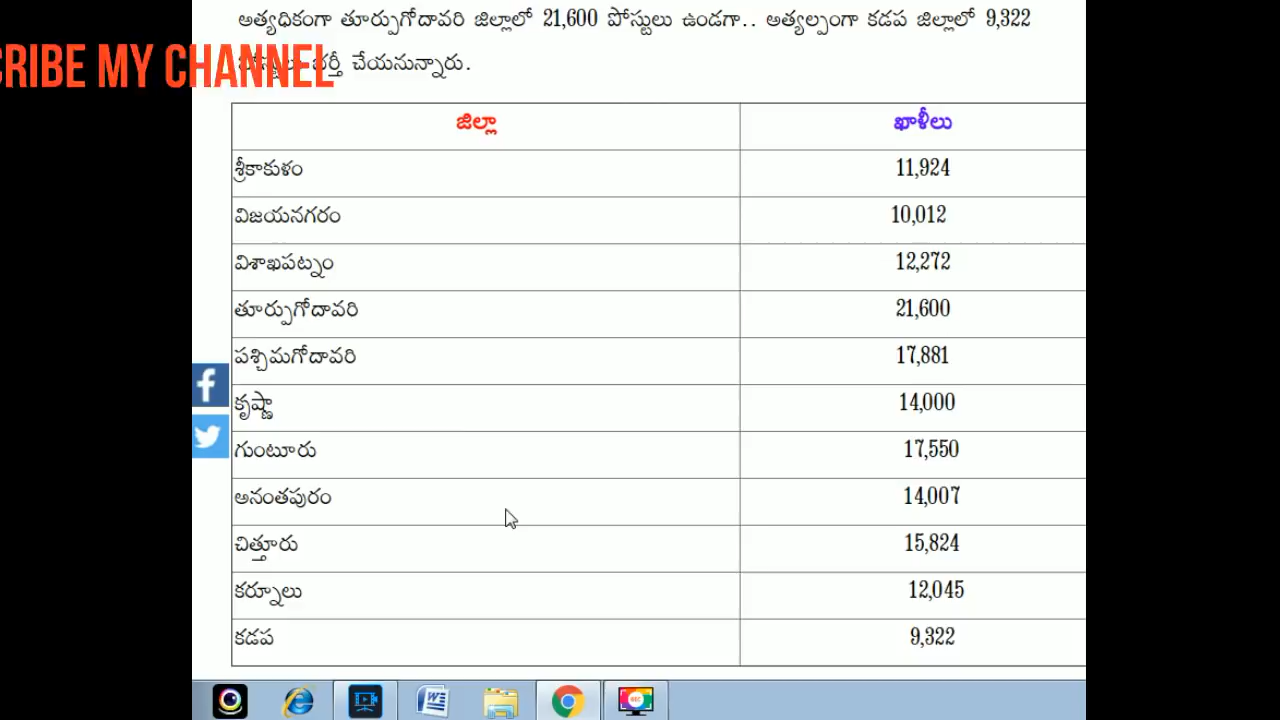 అత్యధికంగా తూర్పుగోదావరి జిల్లాలో 21,600 పోస్టులు ఉండగా.. అత్యల్పంగా కడప జిల్లాలో 9,322
CRIBE MY CHANNEL
భర్తీ చేయనున్నారు.
జిల్లా ఖాళీలు
శ్రీకాకుళం 11,924
విజయనగరం 10,012
విశాఖపట్నం 12,272
తూర్పుగోదావరి 21,600
పశ్చిమగోదావరి 17,881
కృష్ణా 14,000
గుంటూరు 17,550
అనంతపురం 14,007
చిత్తూరు 15,824
కర్నూలు 12,045
కడప 9,322